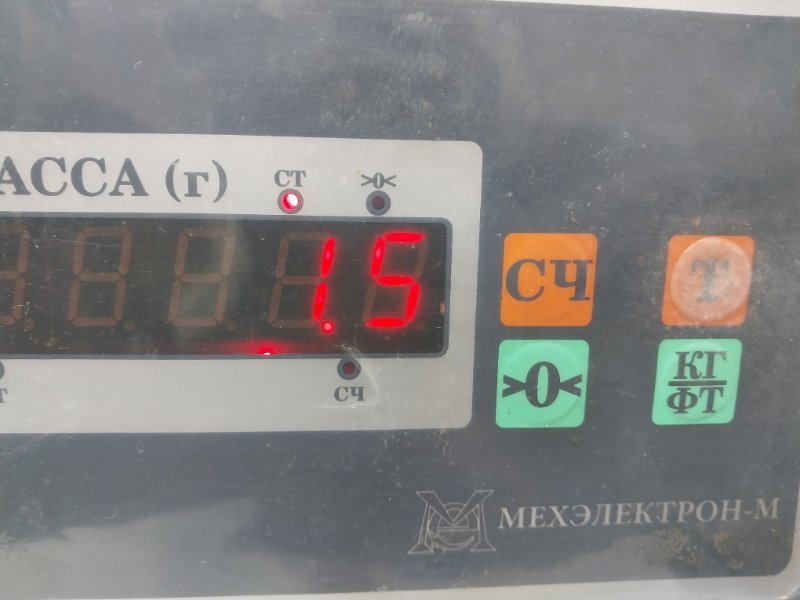 АССА (г)
СТ >0<
1.5
СЧ
СЧ Т
>0< КГ
ФТ
МЕХЭЛЕКТРОН-М